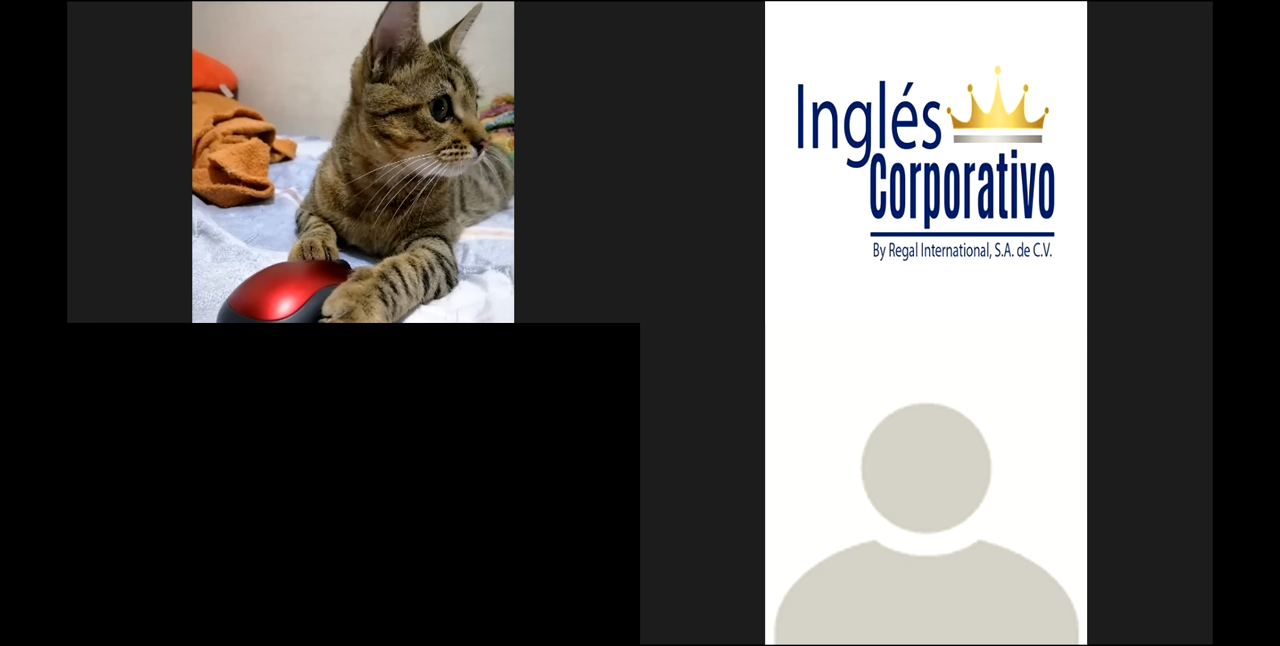 Inglés
Corporativo
By Regal International, S.A. de C.V.